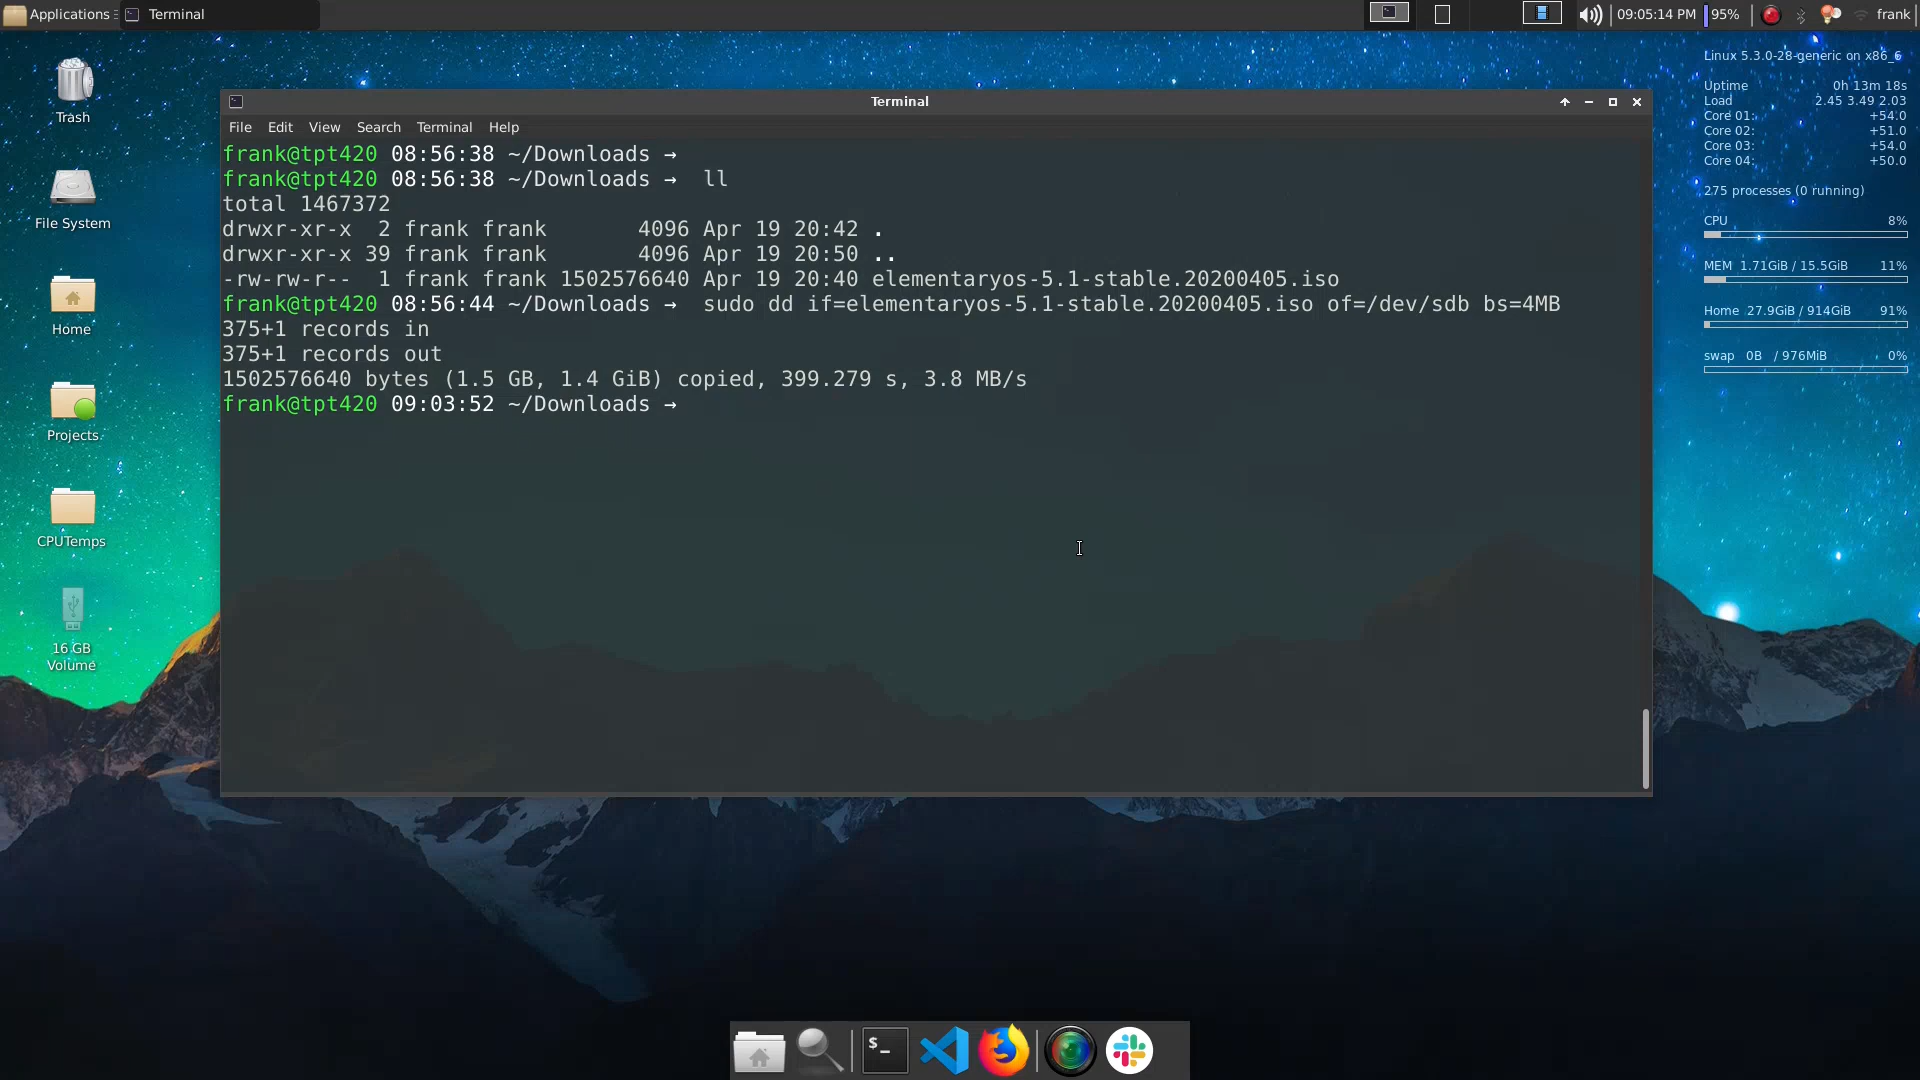 Applications
Terminal
09:05:14 PM
95%
frank
Trash
File System
Home
Projects
CPUTemps
16 GB
Volume
Terminal
File Edit View Search Terminal Help
frank@tpt420 08:56:38 ~/Downloads →
frank@tpt420 08:56:38 ~/Downloads → ll
total 1467372
drwxr-xr-x 2 frank frank 4096 Apr 19 20:42 .
drwxr-xr-x 39 frank frank 4096 Apr 19 20:50 ..
-rw-rw-r-- 1 frank frank 1502576640 Apr 19 20:40 elementaryos-5.1-stable.20200405.iso
frank@tpt420 08:56:44 ~/Downloads → sudo dd if=elementaryos-5.1-stable.20200405.iso of=/dev/sdb bs=4MB
375+1 records in
375+1 records out
1502576640 bytes (1.5 GB, 1.4 GiB) copied, 399.279 s, 3.8 MB/s
frank@tpt420 09:03:52 ~/Downloads →
Linux 5.3.0-28-generic on x86_6
Uptime 0h 13m 18s
Load 2.45 3.49 2.03
Core 01: +54.0
Core 02: +51.0
Core 03: +54.0
Core 04: +50.0
275 processes (0 running)
CPU 8%
MEM 1.71GiB / 15.5GiB 11%
Home 27.9GiB / 914GiB 91%
swap 0B / 976MiB 0%
$_